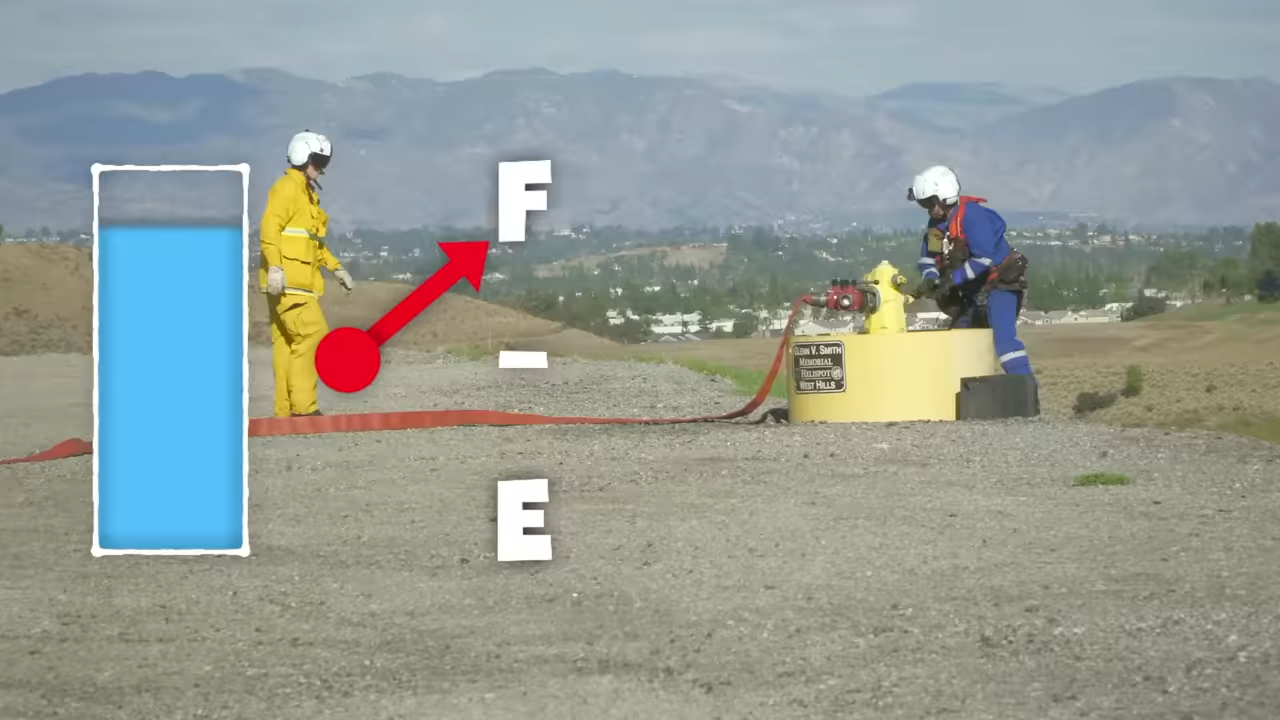 F
E
GLENN V. SMITH
MEMORIAL
HELISPOT
WEST HILLS